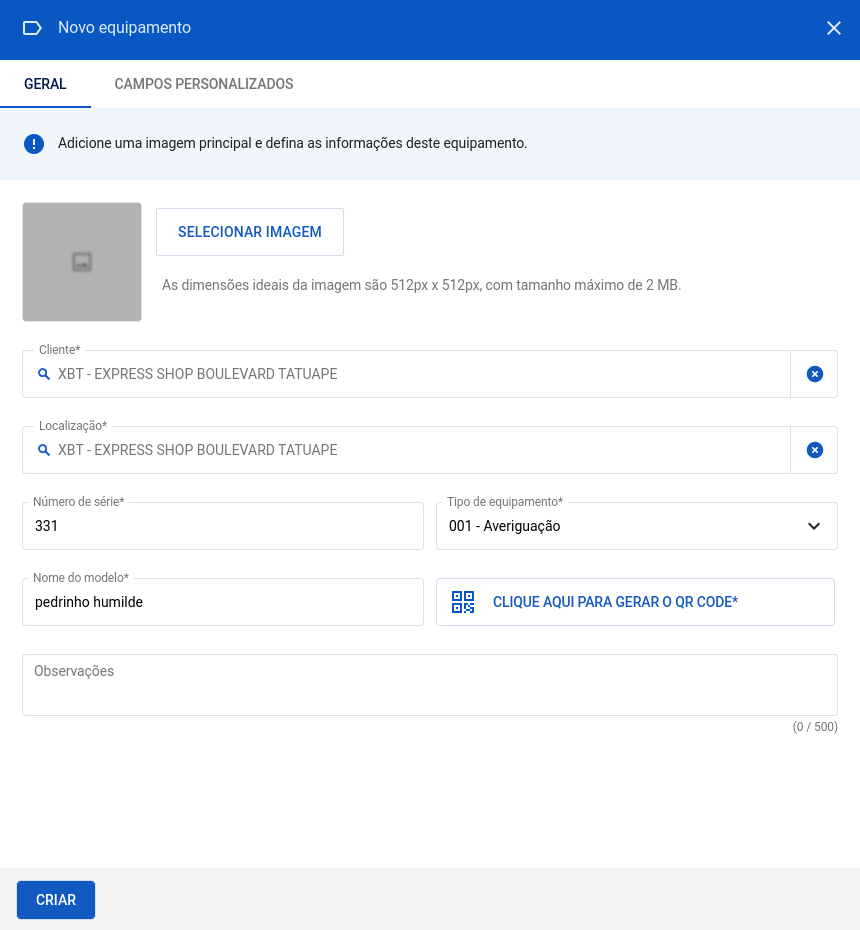 Novo equipamento
GERAL
CAMPOS PERSONALIZADOS
Adicione uma imagem principal e defina as informações deste equipamento.
SELECIONAR IMAGEM
As dimensões ideais da imagem são 512px x 512px, com tamanho máximo de 2 MB.
Cliente*
XBT - EXPRESS SHOP BOULEVARD TATUAPE
Localização*
XBT - EXPRESS SHOP BOULEVARD TATUAPE
Número de série*
331
Tipo de equipamento*
001 - Averiguação
Nome do modelo*
pedrinho humilde
CLIQUE AQUI PARA GERAR O QR CODE*
Observações
(0 / 500)
CRIAR